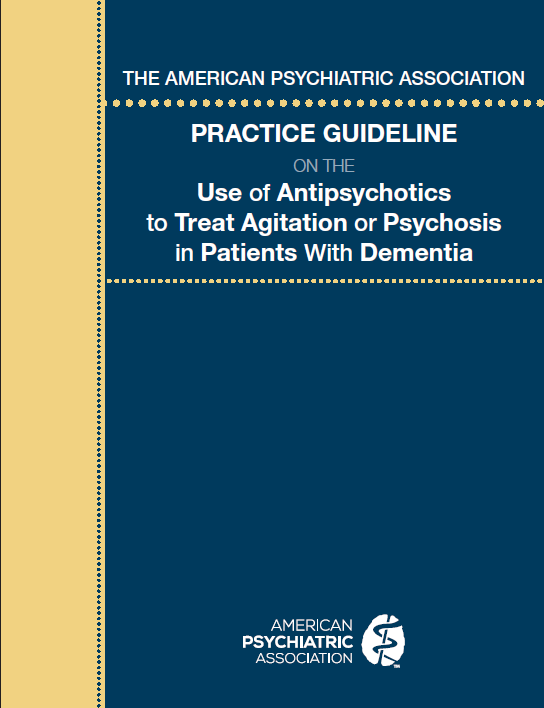 THE AMERICAN PSYCHIATRIC ASSOCIATION
PRACTICE GUIDELINE
ON THE
Use of Antipsychotics
to Treat Agitation or Psychosis
in Patients With Dementia
AMERICAN
PSYCHIATRIC
ASSOCIATION
TM